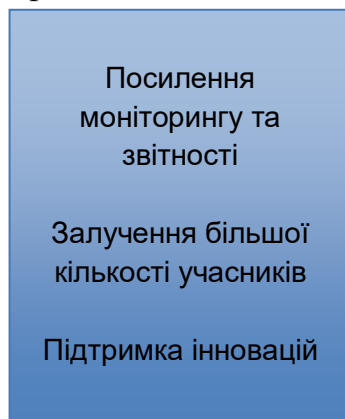 Посилення
моніторингу та
звітності
Залучення більшої
кількості учасників
Підтримка інновацій